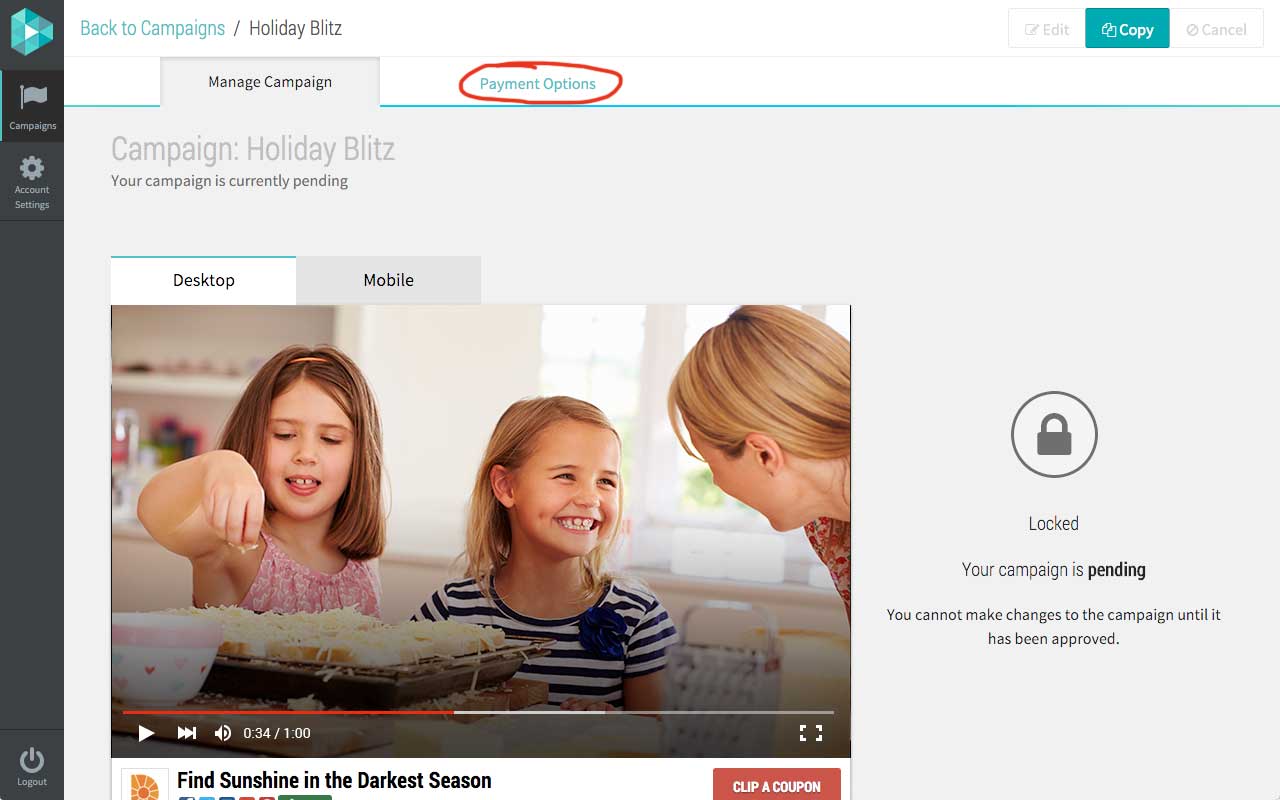 Back to Campaigns / Holiday Blitz
Edit
Copy
Cancel
Manage Campaign
Payment Options
Campaigns
Account
Settings
Campaign: Holiday Blitz
Your campaign is currently pending
Desktop
Mobile
Locked
Your campaign is pending
You cannot make changes to the campaign until it
has been approved.
0:34 / 1:00
Find Sunshine in the Darkest Season
CLIP A COUPON
Logout